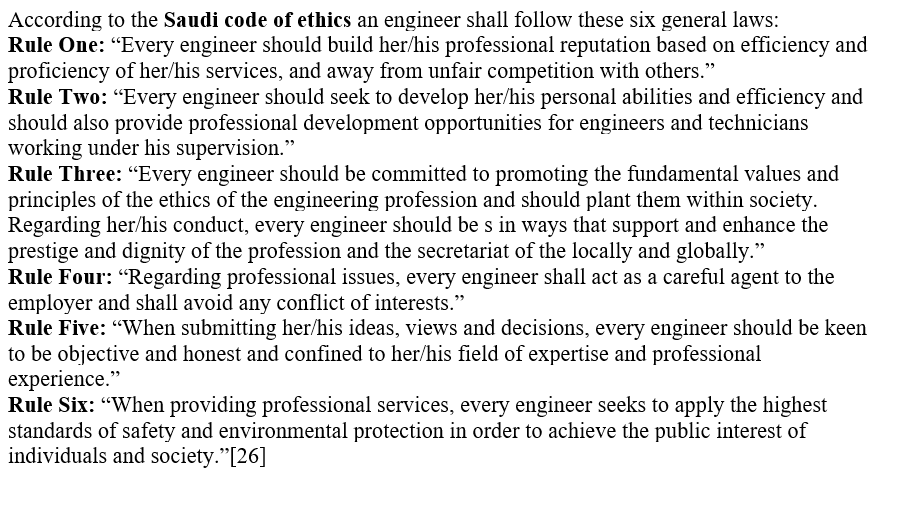 According to the Saudi code of ethics an engineer shall follow these six general laws:
Rule One: “Every engineer should build her/his professional reputation based on efficiency and
proficiency of her/his services, and away from unfair competition with others.”
Rule Two: “Every engineer should seek to develop her/his personal abilities and efficiency and
should also provide professional development opportunities for engineers and technicians
working under his supervision.”
Rule Three: “Every engineer should be committed to promoting the fundamental values and
principles of the ethics of the engineering profession and should plant them within society.
Regarding her/his conduct, every engineer should be s in ways that support and enhance the
prestige and dignity of the profession and the secretariat of the locally and globally.”
Rule Four: “Regarding professional issues, every engineer shall act as a careful agent to the
employer and shall avoid any conflict of interests.”
Rule Five: “When submitting her/his ideas, views and decisions, every engineer should be keen
to be objective and honest and confined to her/his field of expertise and professional
experience.”
Rule Six: “When providing professional services, every engineer seeks to apply the highest
standards of safety and environmental protection in order to achieve the public interest of
individuals and society.”[26]